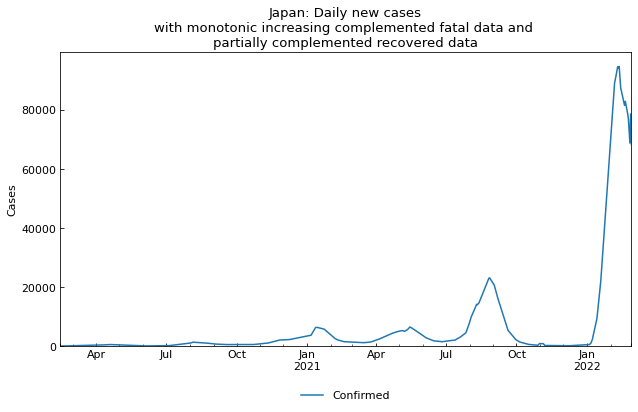 Japan: Daily new cases
with monotonic increasing complemented fatal data and
partially complemented recovered data
Cases
80000
60000
40000
20000
0
Apr
Jul
Oct
Jan
2021
Apr
Jul
Oct
Jan
2022
Confirmed